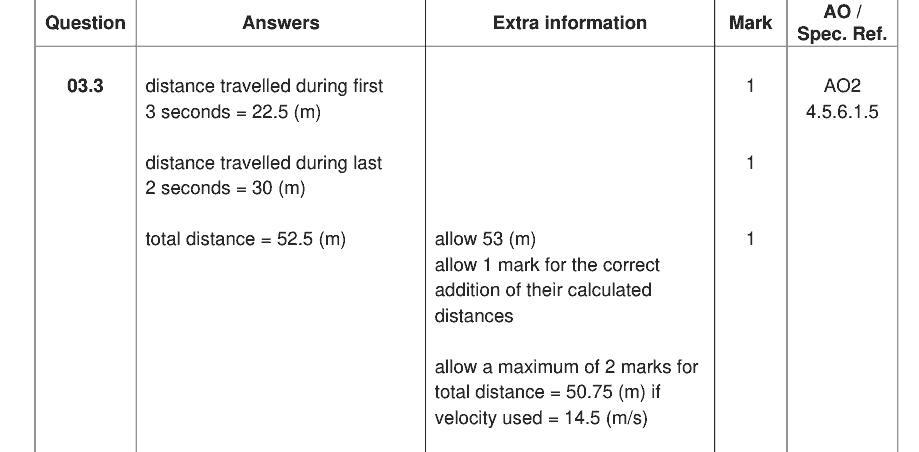 Question Answers Extra information Mark AO / Spec. Ref.
03.3 distance travelled during first 1 AO2
3 seconds = 22.5 (m) 4.5.6.1.5
distance travelled during last 1
2 seconds = 30 (m)
total distance = 52.5 (m) allow 53 (m) 1
allow 1 mark for the correct
addition of their calculated
distances
allow a maximum of 2 marks for
total distance = 50.75 (m) if
velocity used = 14.5 (m/s)